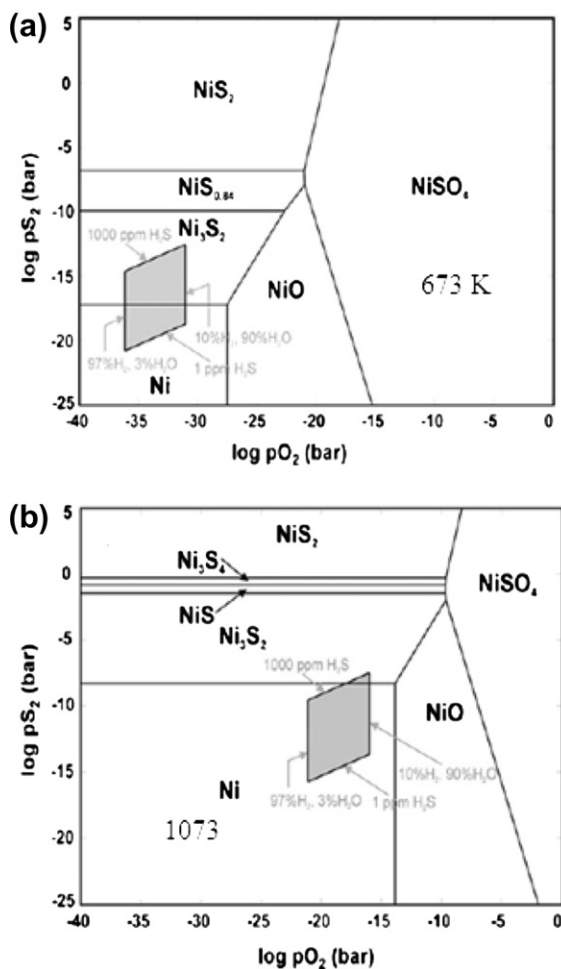 (a)
5
0
-5
-10
-15
-20
-25
log pS₂ (bar)
NiS₂
NiS₀.₈₄
Ni₃S₂
1000 ppm H₂S
NiSO₄
NiO
673 K
10%H₂, 90%H₂O
97%H₂, 3%H₂O
1 ppm H₂S
Ni
-40 -35 -30 -25 -20 -15 -10 -5 0
log pO₂ (bar)
(b)
5
0
-5
-10
-15
-20
-25
log pS₂ (bar)
NiS₂
Ni₃S₄
NiSO₄
NiS
Ni₃S₂
1000 ppm H₂S
NiO
10%H₂, 90%H₂O
Ni
97%H₂, 3%H₂O
1 ppm H₂S
1073
-40 -35 -30 -25 -20 -15 -10 -5 0
log pO₂ (bar)